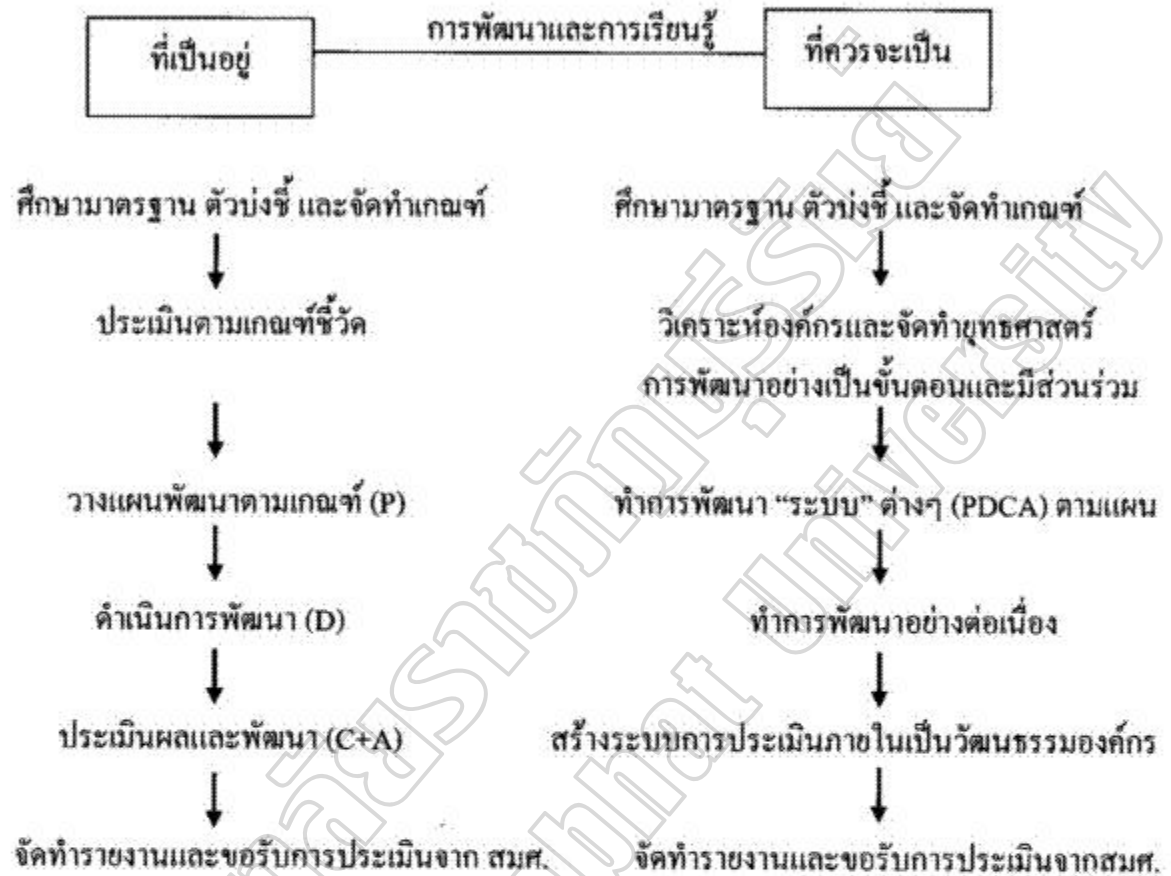 ที่เป็นอยู่
การพัฒนาและการเรียนรู้
ที่ควรจะเป็น
ศึกษามาตรฐาน ตัวบ่งชี้ และจัดทำเกณฑ์
ประเมินตามเกณฑ์ชี้วัด
วางแผนพัฒนาตามเกณฑ์ (P)
ดำเนินการพัฒนา (D)
ประเมินผลและพัฒนา (C+A)
จัดทำรายงานและขอรับการประเมินจาก สมศ.
ศึกษามาตรฐาน ตัวบ่งชี้ และจัดทำเกณฑ์
วิเคราะห์องค์กรและจัดทำยุทธศาสตร์
การพัฒนาอย่างเป็นขั้นตอนและมีส่วนร่วม
ทำการพัฒนา “ระบบ” ต่างๆ (PDCA) ตามแผน
ทำการพัฒนาอย่างต่อเนื่อง
สร้างระบบการประเมินภายในเป็นวัฒนธรรมองค์กร
จัดทำรายงานและขอรับการประเมินจากสมศ.
University